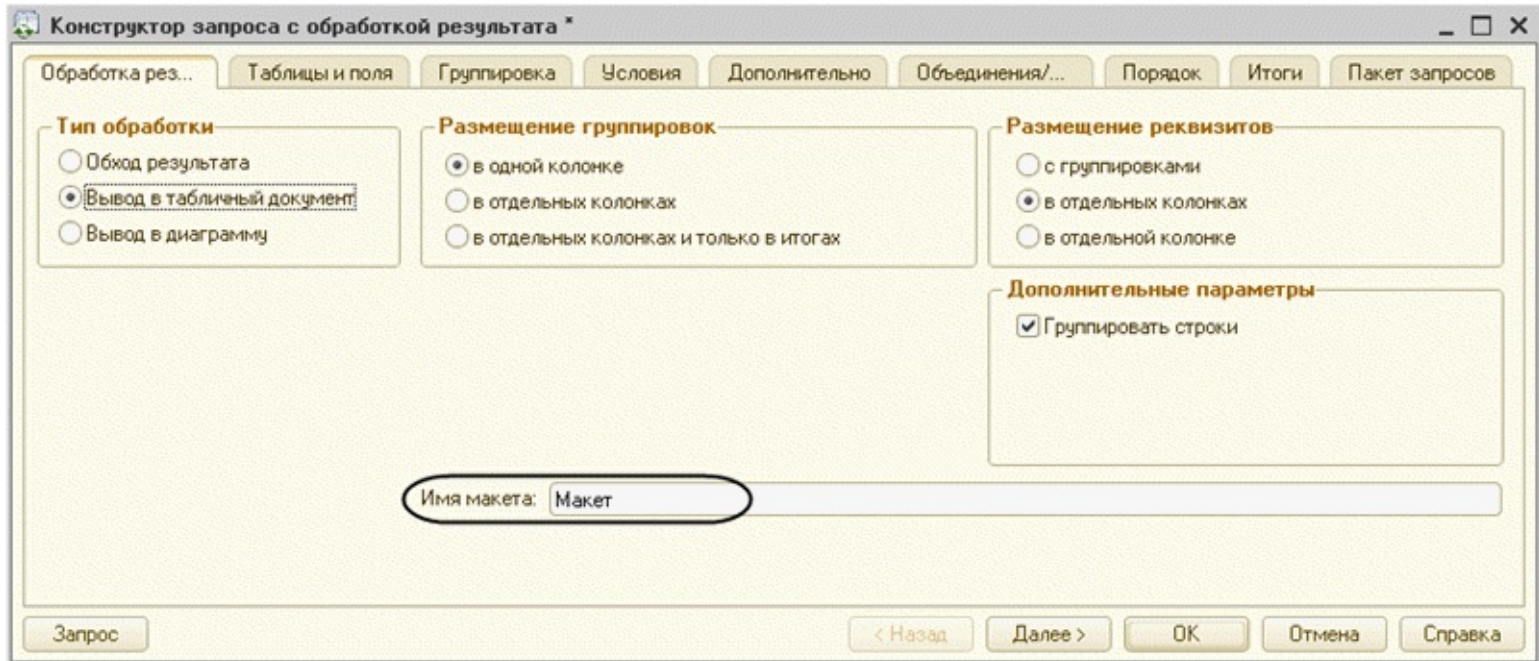 Конструктор запроса с обработкой результата *
Обработка рез... Таблицы и поля Группировка Условия Дополнительно Объединения/... Порядок Итоги Пакет запросов
Тип обработки
Обход результата
Вывод в табличный документ
Вывод в диаграмму
Размещение группировок
в одной колонке
в отдельных колонках
в отдельных колонках и только в итогах
Размещение реквизитов
с группировками
в отдельных колонках
в отдельной колонке
Дополнительные параметры
Группировать строки
Имя макета: Макет
Запрос < Назад Далее > ОК Отмена Справка